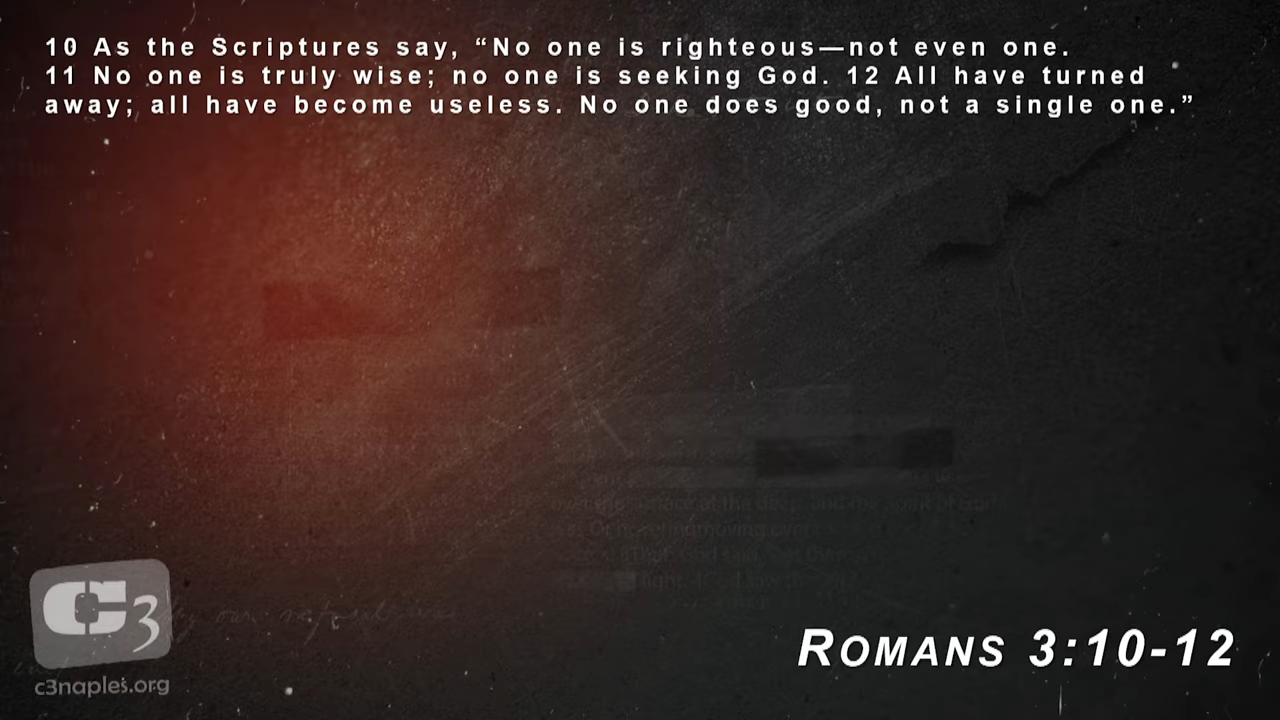 10 As the Scriptures say, “No one is righteous—not even one.
11 No one is truly wise; no one is seeking God. 12 All have turned
away; all have become useless. No one does good, not a single one.”
C3
c3naples.org
Romans 3:10-12